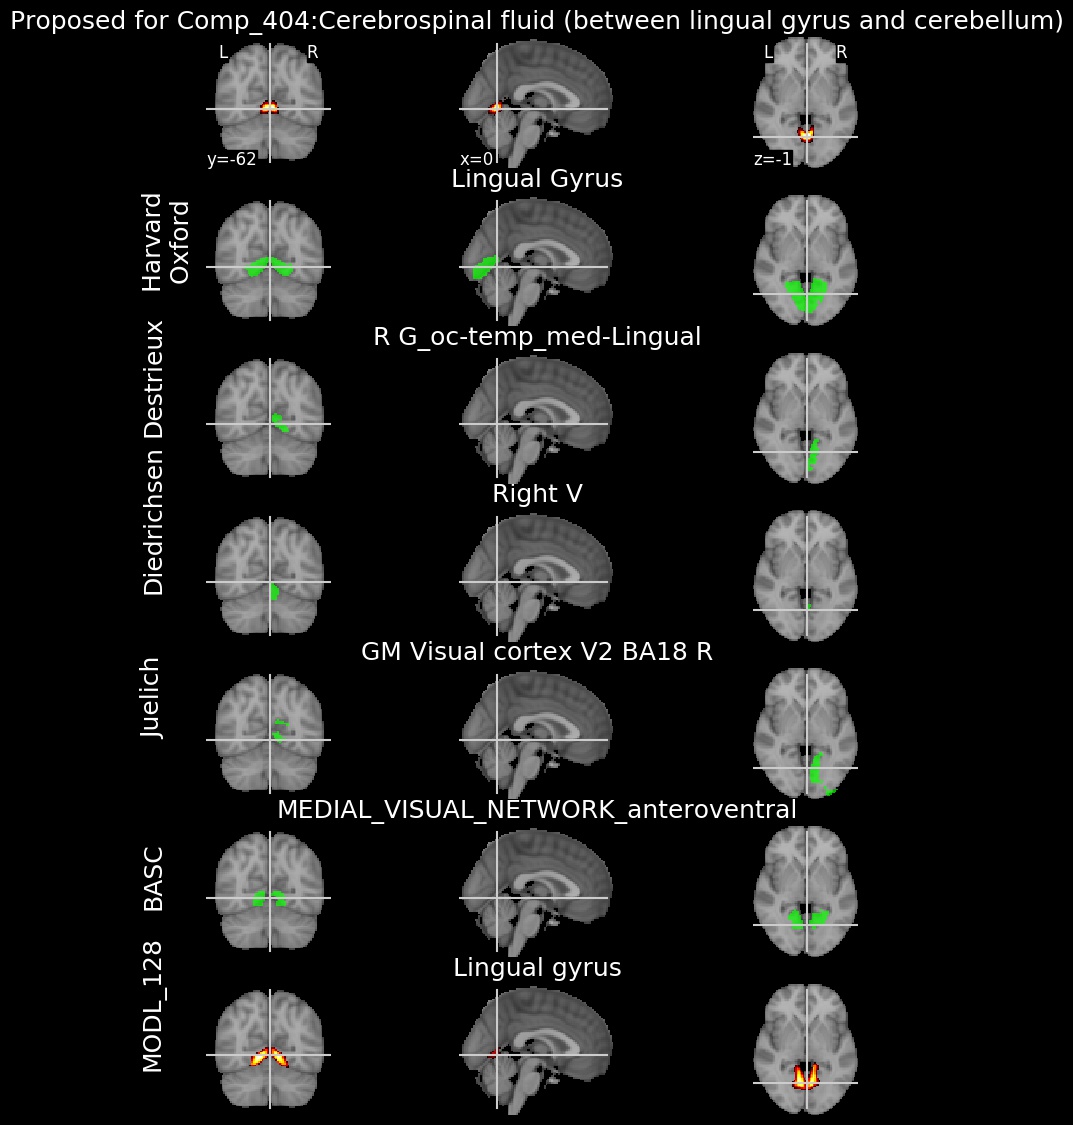 Proposed for Comp_404:Cerebrospinal fluid (between lingual gyrus and cerebellum)
L R
L R
y=-62
x=0
z=-1
Lingual Gyrus
Harvard
Oxford
R G_oc-temp_med-Lingual
Destrieux
Right V
Diedrichsen
GM Visual cortex V2 BA18 R
Juelich
MEDIAL_VISUAL_NETWORK_anteroventral
BASC
Lingual gyrus
MODL_128